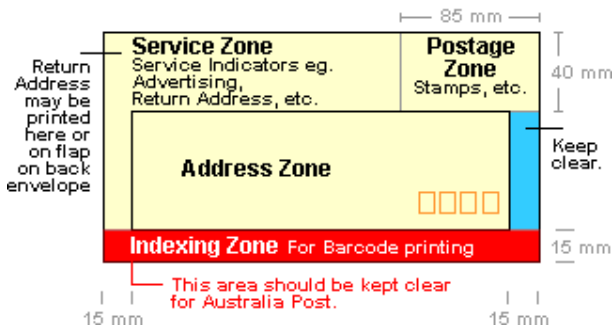 85 mm
Service Zone
Service Indicators eg.
Advertising,
Return Address, etc.
Postage
Zone
Stamps, etc.
40 mm
Return
Address
may be
printed
here or
on flap
on back
envelope
Address Zone
Keep
clear.
Indexing Zone For Barcode printing
15 mm
This area should be kept clear
for Australia Post.
15 mm
15 mm